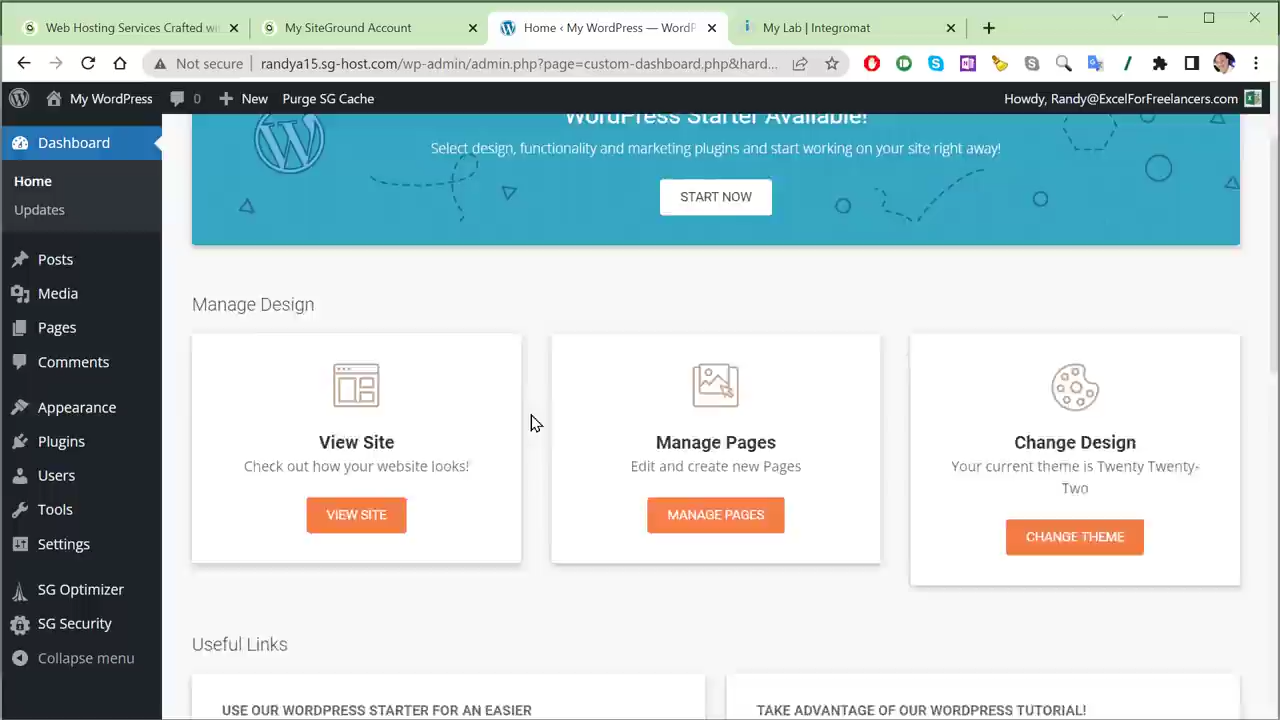 Web Hosting Services Crafted wi
My SiteGround Account
Home ‹ My WordPress — WordP
My Lab | Integromat
Not secure
randya15.sg-host.com/wp-admin/admin.php?page=custom-dashboard.php&hard...
My WordPress
0
New
Purge SG Cache
Howdy, Randy@ExcelForFreelancers.com
Dashboard
Home
Updates
Posts
Media
Pages
Comments
Appearance
Plugins
Users
Tools
Settings
SG Optimizer
SG Security
Collapse menu
WordPress Starter Available!
Select design, functionality and marketing plugins and start working on your site right away!
START NOW
Manage Design
View Site
Check out how your website looks!
VIEW SITE
Manage Pages
Edit and create new Pages
MANAGE PAGES
Change Design
Your current theme is Twenty Twenty-
Two
CHANGE THEME
Useful Links
USE OUR WORDPRESS STARTER FOR AN EASIER
TAKE ADVANTAGE OF OUR WORDPRESS TUTORIAL!